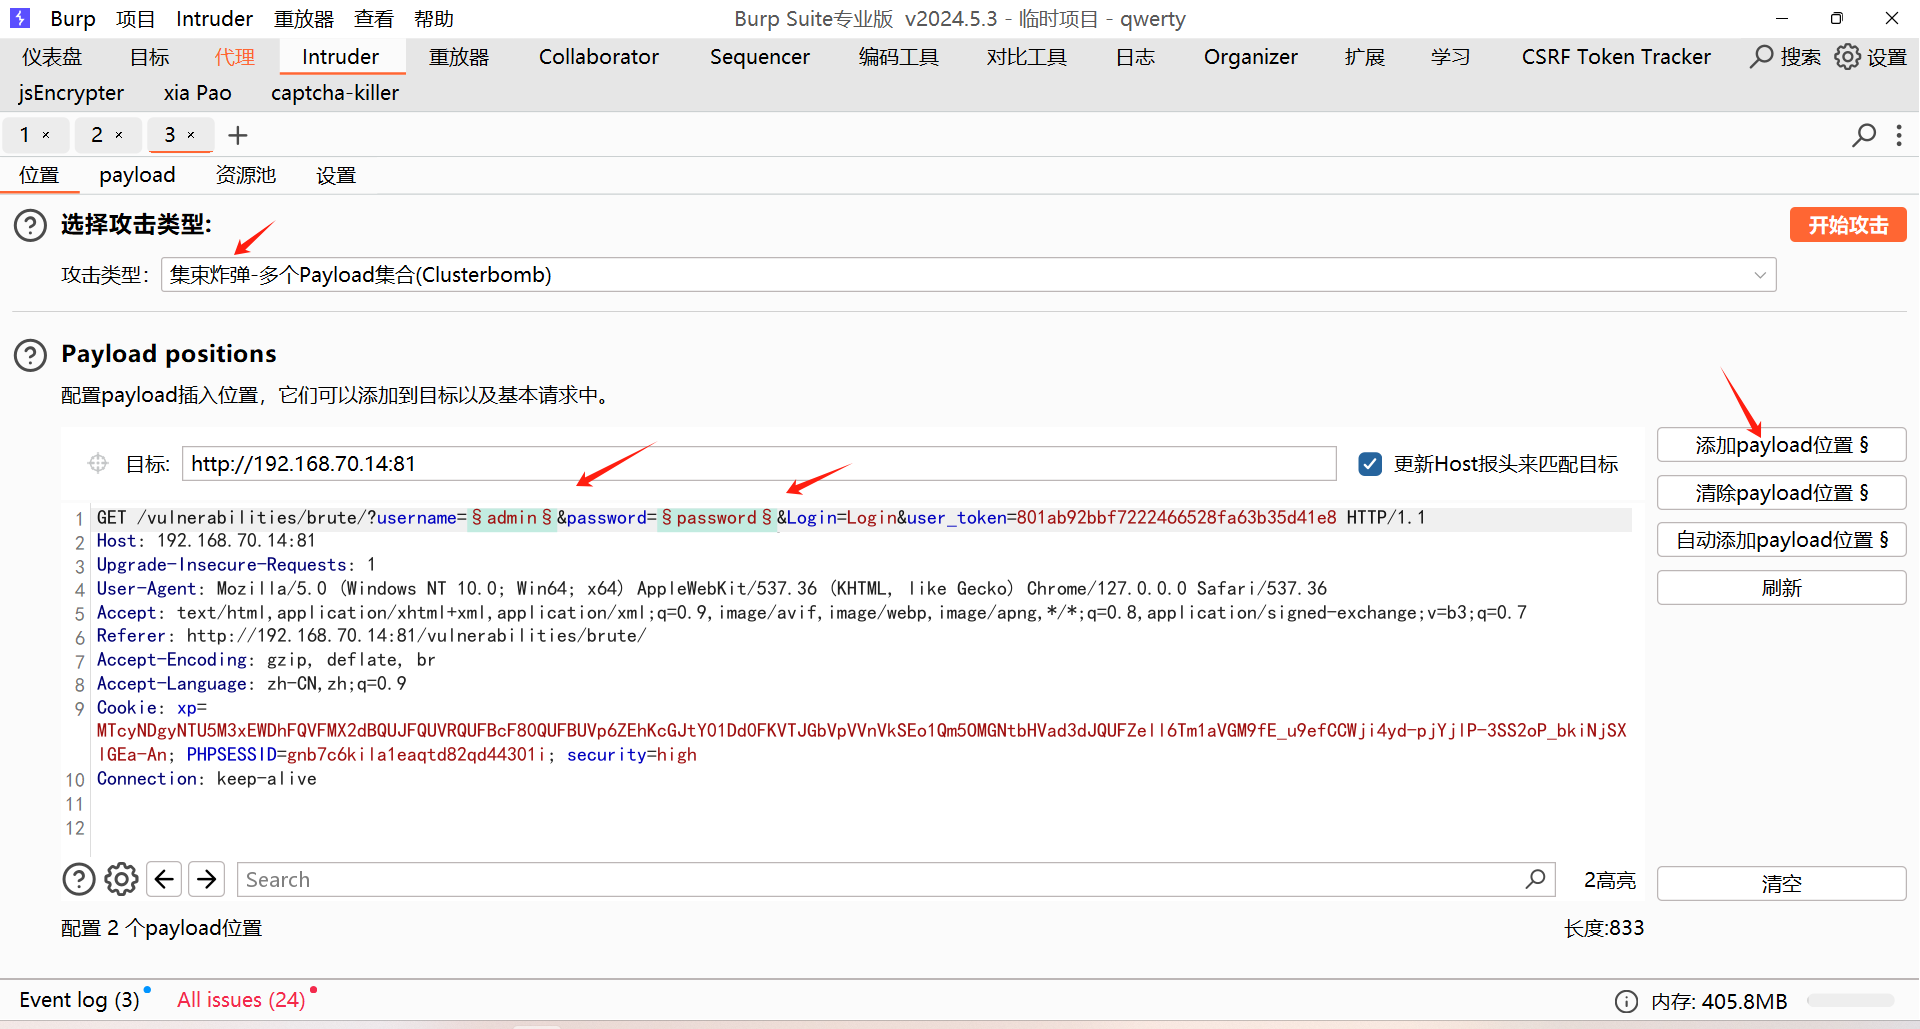 Burp 项目 Intruder 重放器 查看 帮助 Burp Suite专业版 v2024.5.3 - 临时项目 - qwerty
仪表盘 目标 代理 Intruder 重放器 Collaborator Sequencer 编码工具 对比工具 日志 Organizer 扩展 学习 CSRF Token Tracker 搜索 设置
jsEncrypter xia Pao captcha-killer
1 × 2 × 3 × +
位置 payload 资源池 设置
选择攻击类型: 开始攻击
攻击类型: 集束炸弹-多个Payload集合(Clusterbomb)
Payload positions
配置payload插入位置，它们可以添加到目标以及基本请求中。
添加payload位置 §
目标: http://192.168.70.14:81 更新Host报头来匹配目标
清除payload位置 §
1 GET /vulnerabilities/brute/?username=§admin§&password=§password§&Login=Login&user_token=801ab92bbf7222466528fa63b35d41e8 HTTP/1.1
2 Host: 192.168.70.14:81
自动添加payload位置 §
3 Upgrade-Insecure-Requests: 1
4 User-Agent: Mozilla/5.0 (Windows NT 10.0; Win64; x64) AppleWebKit/537.36 (KHTML, like Gecko) Chrome/127.0.0.0 Safari/537.36
刷新
5 Accept: text/html,application/xhtml+xml,application/xml;q=0.9,image/avif,image/webp,image/apng,*/*;q=0.8,application/signed-exchange;v=b3;q=0.7
6 Referer: http://192.168.70.14:81/vulnerabilities/brute/
7 Accept-Encoding: gzip, deflate, br
8 Accept-Language: zh-CN,zh;q=0.9
9 Cookie: xp=
PHPSESSID=gnb7c6kila1eaqtd82qd44301i; security=high
10 Connection: keep-alive
11
12
Search 2高亮 清空
配置 2 个payload位置 长度:833
Event log (3) All issues (24) 内存: 405.8MB